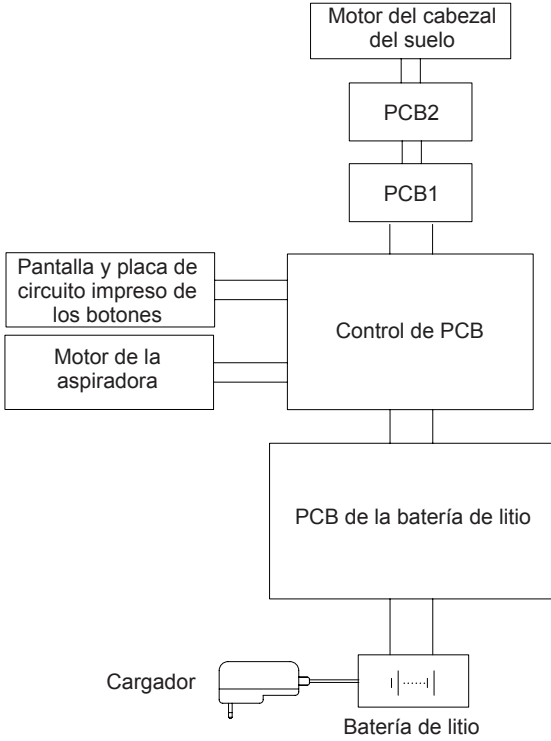 Motor del cabezal
del suelo
PCB2
PCB1
Pantalla y placa de
circuito impreso de
los botones
Control de PCB
Motor de la
aspiradora
PCB de la batería de litio
Cargador
Batería de litio